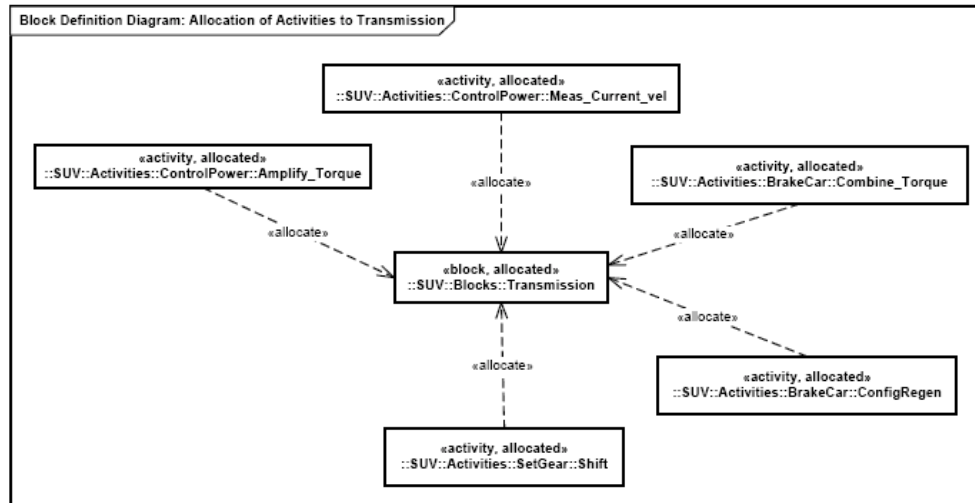 Block Definition Diagram: Allocation of Activities to Transmission
«activity, allocated»
::SUV::Activities::ControlPower::Meas_Current_vel
«activity, allocated»
::SUV::Activities::ControlPower::Amplify_Torque
«activity, allocated»
::SUV::Activities::BrakeCar::Combine_Torque
«allocate»
«allocate»
«allocate»
«block, allocated»
::SUV::Blocks::Transmission
«allocate»
«allocate»
«activity, allocated»
::SUV::Activities::BrakeCar::ConfigRegen
«activity, allocated»
::SUV::Activities::SetGear::Shift